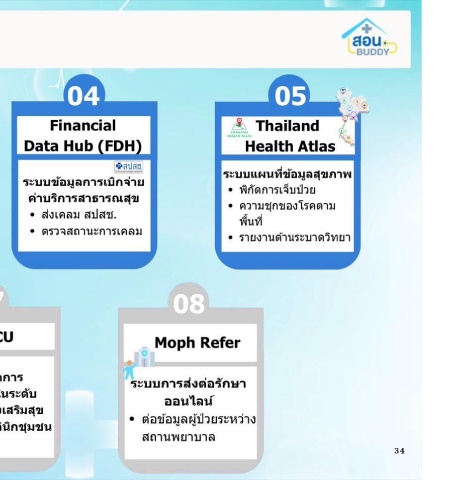 สอน
BUDDY
04
Financial
Data Hub (FDH)
สปสช
ระบบข้อมูลการเบิกจ่าย
ค่าบริการสาธารณสุข
• ส่งเคลม สปสช.
• ตรวจสถานะการเคลม
05
Thailand
Health Atlas
THAILAND
HEALTH ATLAS
ระบบแผนที่ข้อมูลสุขภาพ
• พิกัดการเจ็บป่วย
• ความชุกของโรคตาม
พื้นที่
• รายงานด้านระบาดวิทยา
7
CU
การ
ในระดับ
งเสริมสุข
ลินิกชุมชน
08
Moph Refer
ระบบการส่งต่อรักษา
ออนไลน์
• ต่อข้อมูลผู้ป่วยระหว่าง
สถานพยาบาล
34